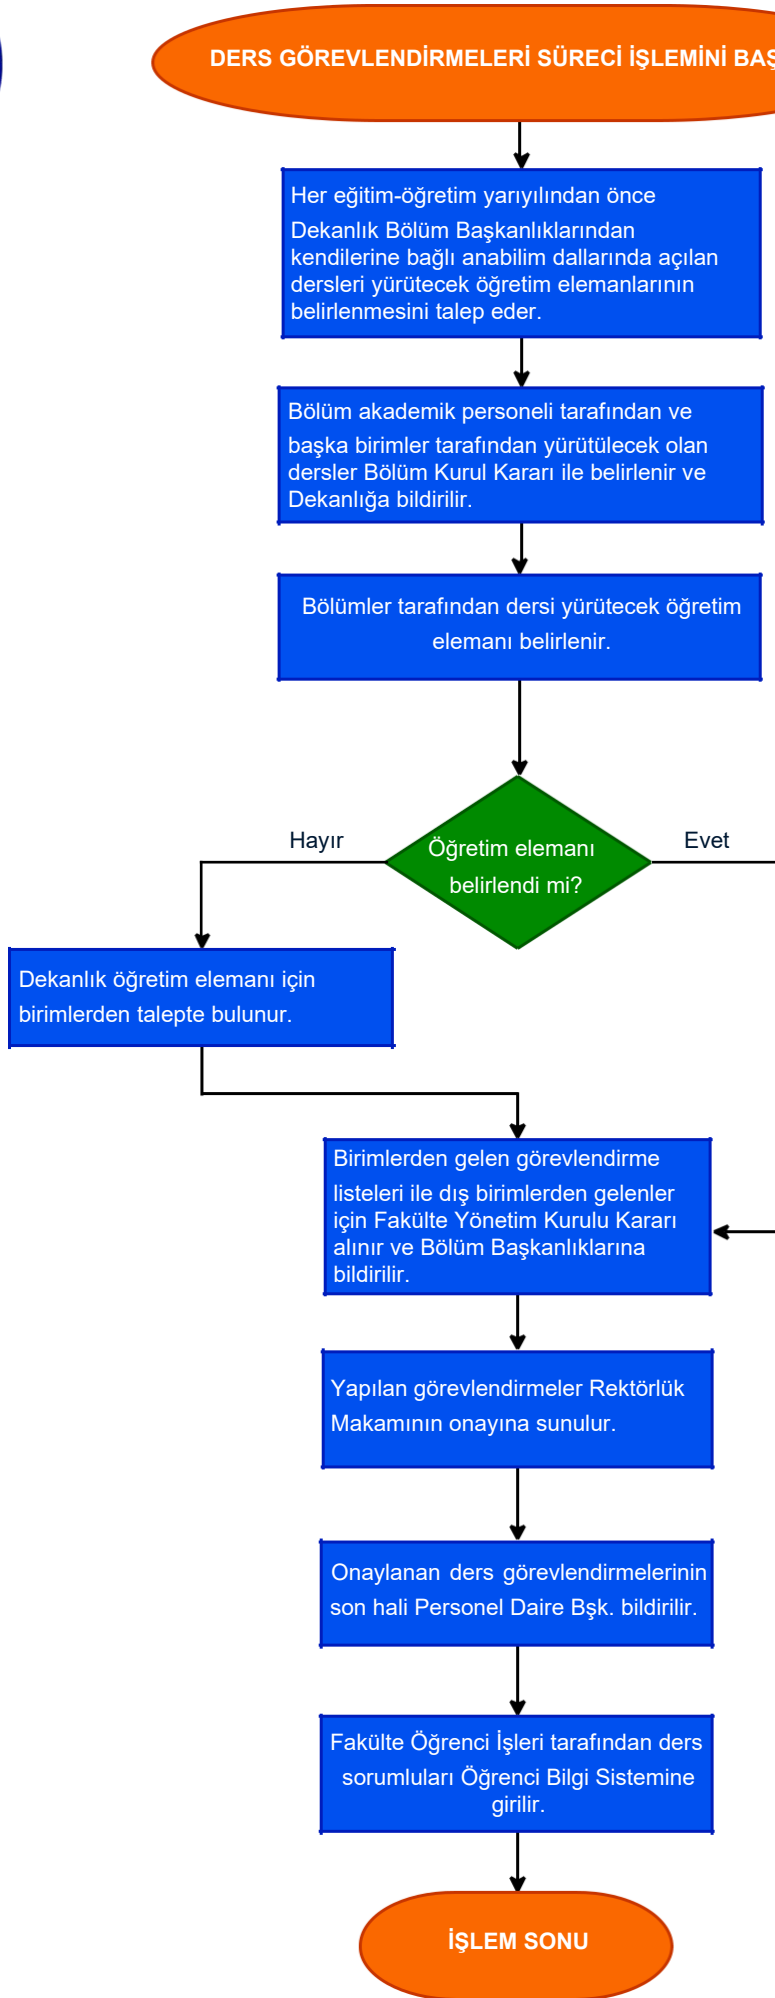 DERS GÖREVLENDİRMELERİ SÜRECİ İŞLEMİNİ
Her eğitim-öğretim yarıyılından önce
Dekanlık Bölüm Başkanlıklarından
kendilerine bağlı anabilim dallarında açılan
dersleri yürütecek öğretim elemanlarının
belirlenmesini talep eder.
Bölüm akademik personeli tarafından ve
başka birimler tarafından yürütülecek olan
dersler Bölüm Kurul Kararı ile belirlenir ve
Dekanlığa bildirilir.
Bölümler tarafından dersi yürütecek öğretim
elemanı belirlenir.
Hayır
Evet
Öğretim elemanı
belirlendi mi?
Dekanlık öğretim elemanı için
birimlerden talepte bulunur.
Birimlerden gelen görevlendirme
listeleri ile dış birimlerden gelenler
için Fakülte Yönetim Kurulu Kararı
alınır ve Bölüm Başkanlıklarına
bildirilir.
Yapılan görevlendirmeler Rektörlük
Makamının onayına sunulur.
Onaylanan ders görevlendirmelerinin
son hali Personel Daire Bşk. bildirilir.
Fakülte Öğrenci İşleri tarafından ders
sorumluları Öğrenci Bilgi Sistemine
girilir.
İŞLEM SONU